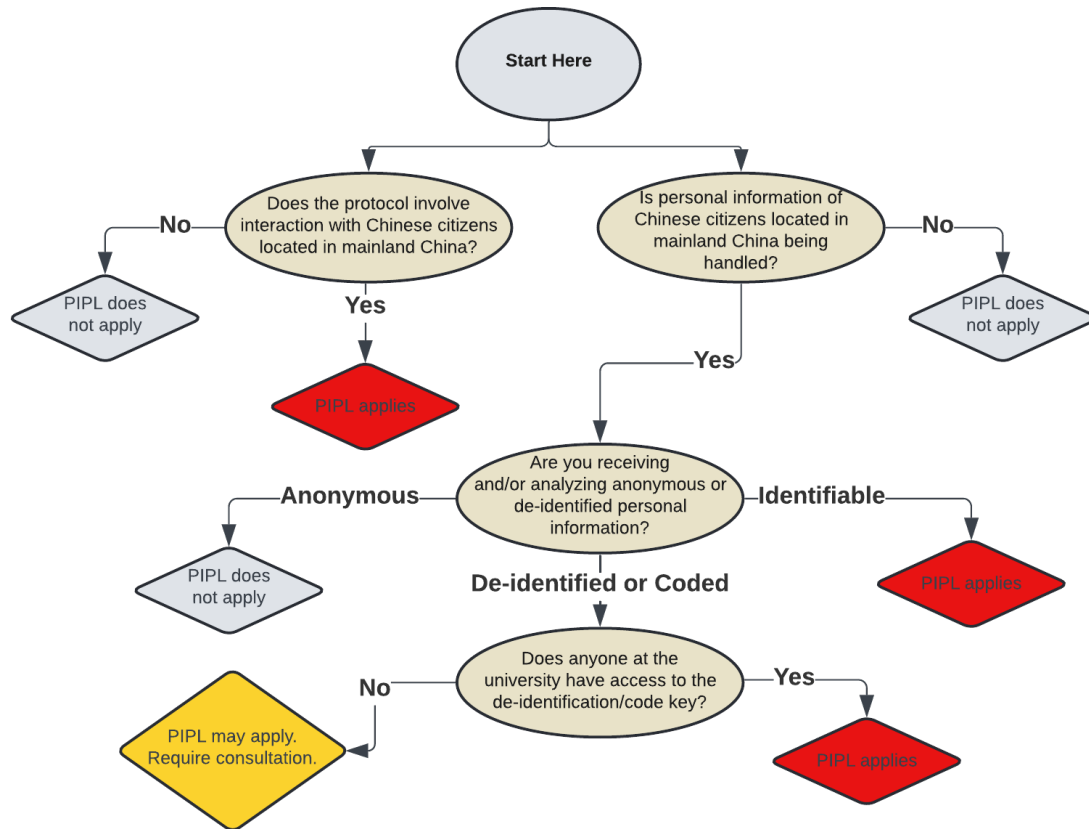 Start Here
Does the protocol involve
interaction with Chinese citizens
located in mainland China?
Is personal information of
Chinese citizens located in
mainland China being
handled?
No
No
PIPL does
not apply
Yes
PIPL does
not apply
Yes
PIPL applies
Are you receiving
and/or analyzing anonymous or
de-identified personal
information?
Anonymous
Identifiable
PIPL does
not apply
De-identified or Coded
PIPL applies
Does anyone at the
university have access to the
de-identification/code key?
No
Yes
PIPL may apply.
Require consultation.
PIPL applies